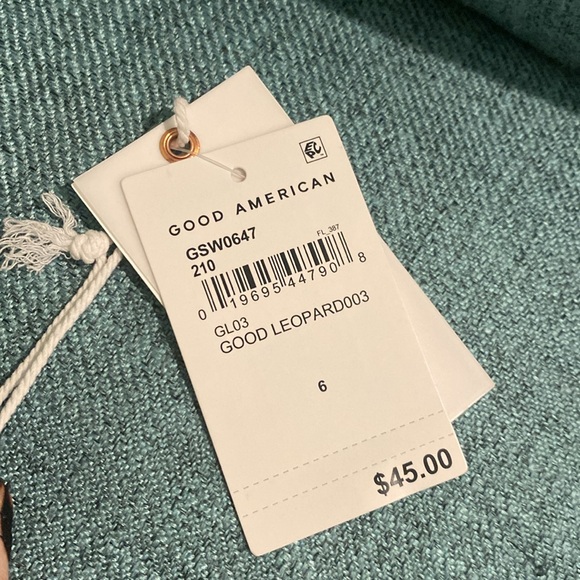 GOOD AMERICAN
GSW0647
210
FL_387
0 19695 44790 8
GL03
GOOD LEOPARD003
6
$45.00